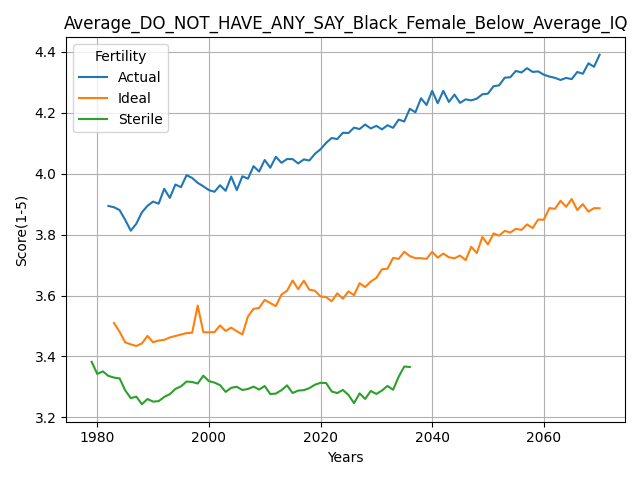 Average_DO_NOT_HAVE_ANY_SAY_Black_Female_Below_Average_IQ
Fertility
Actual
Ideal
Sterile
Score(1-5)
4.4
4.2
4.0
3.8
3.6
3.4
3.2
1980 2000 2020 2040 2060
Years